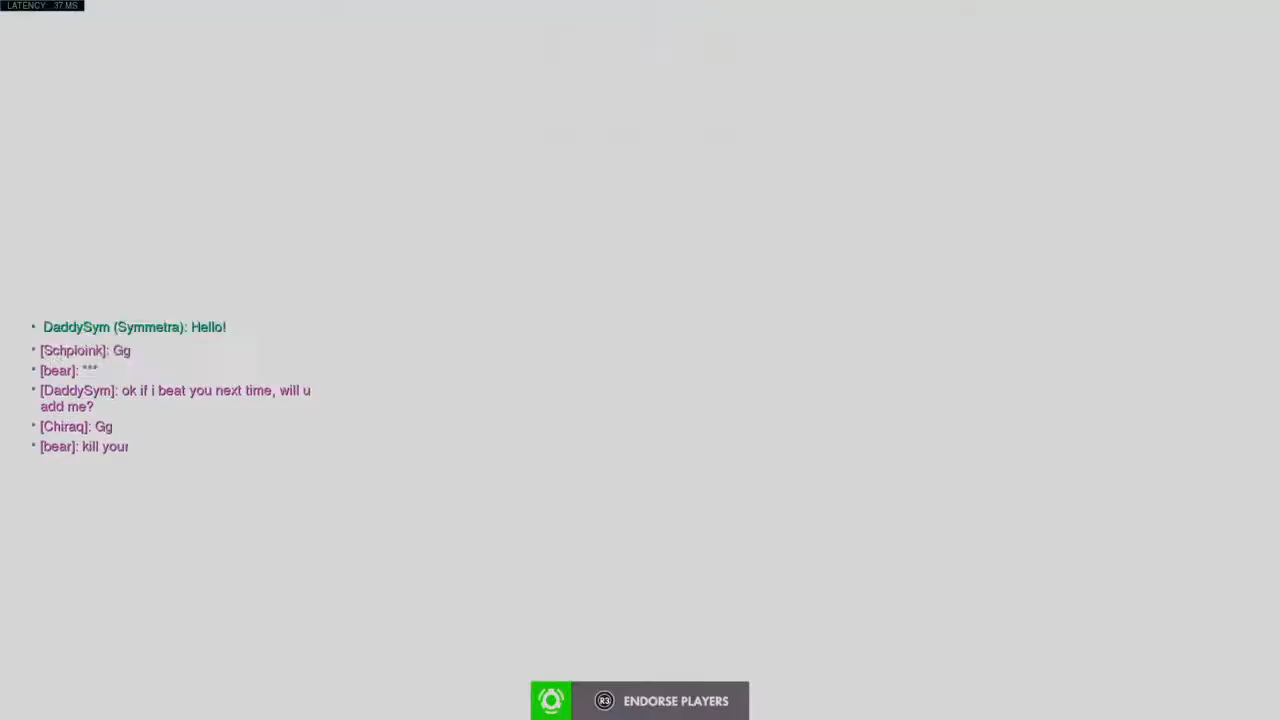 LATENCY: 37 MS
DaddySym (Symmetra): Hello!
[Schploink]: Gg
[bear]: ***
[DaddySym]: ok if i beat you next time, will u
add me?
[Chiraq]: Gg
[bear]: kill your
R3 ENDORSE PLAYERS